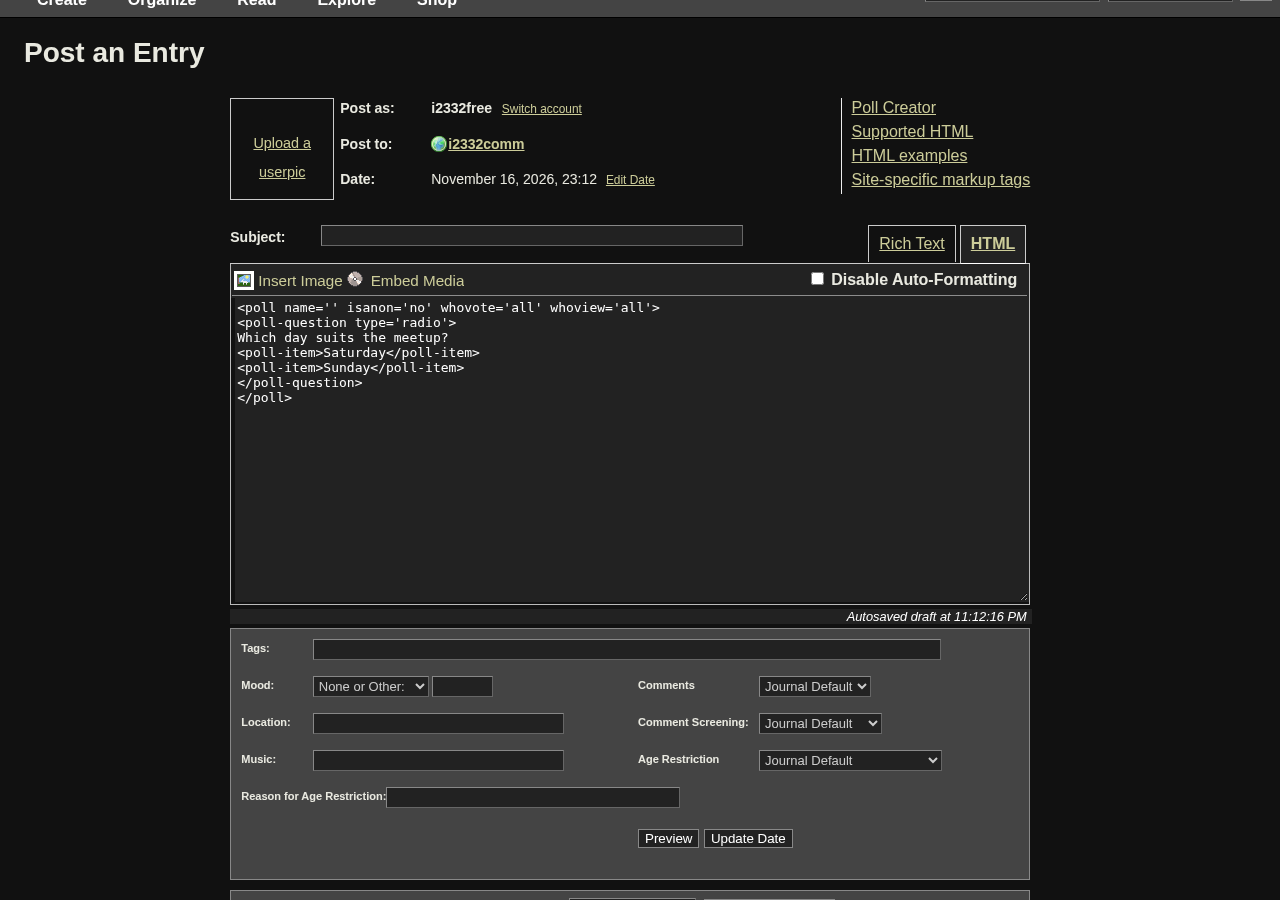 Create Organize Read Explore Shop
Post an Entry
Upload a
userpic
Post as: i2332free Switch account
Post to: i2332comm
Date: November 16, 2026, 23:12 Edit Date
Poll Creator
Supported HTML
HTML examples
Site-specific markup tags
Subject:
Rich Text HTML
Insert Image Embed Media Disable Auto-Formatting
<poll name='' isanon='no' whovote='all' whoview='all'>
<poll-question type='radio'>
Which day suits the meetup?
<poll-item>Saturday</poll-item>
<poll-item>Sunday</poll-item>
</poll-question>
</poll>
Autosaved draft at 11:12:16 PM
Tags:
Mood: None or Other: Comments Journal Default
Location: Comment Screening: Journal Default
Music: Age Restriction Journal Default
Reason for Age Restriction:
Preview Update Date